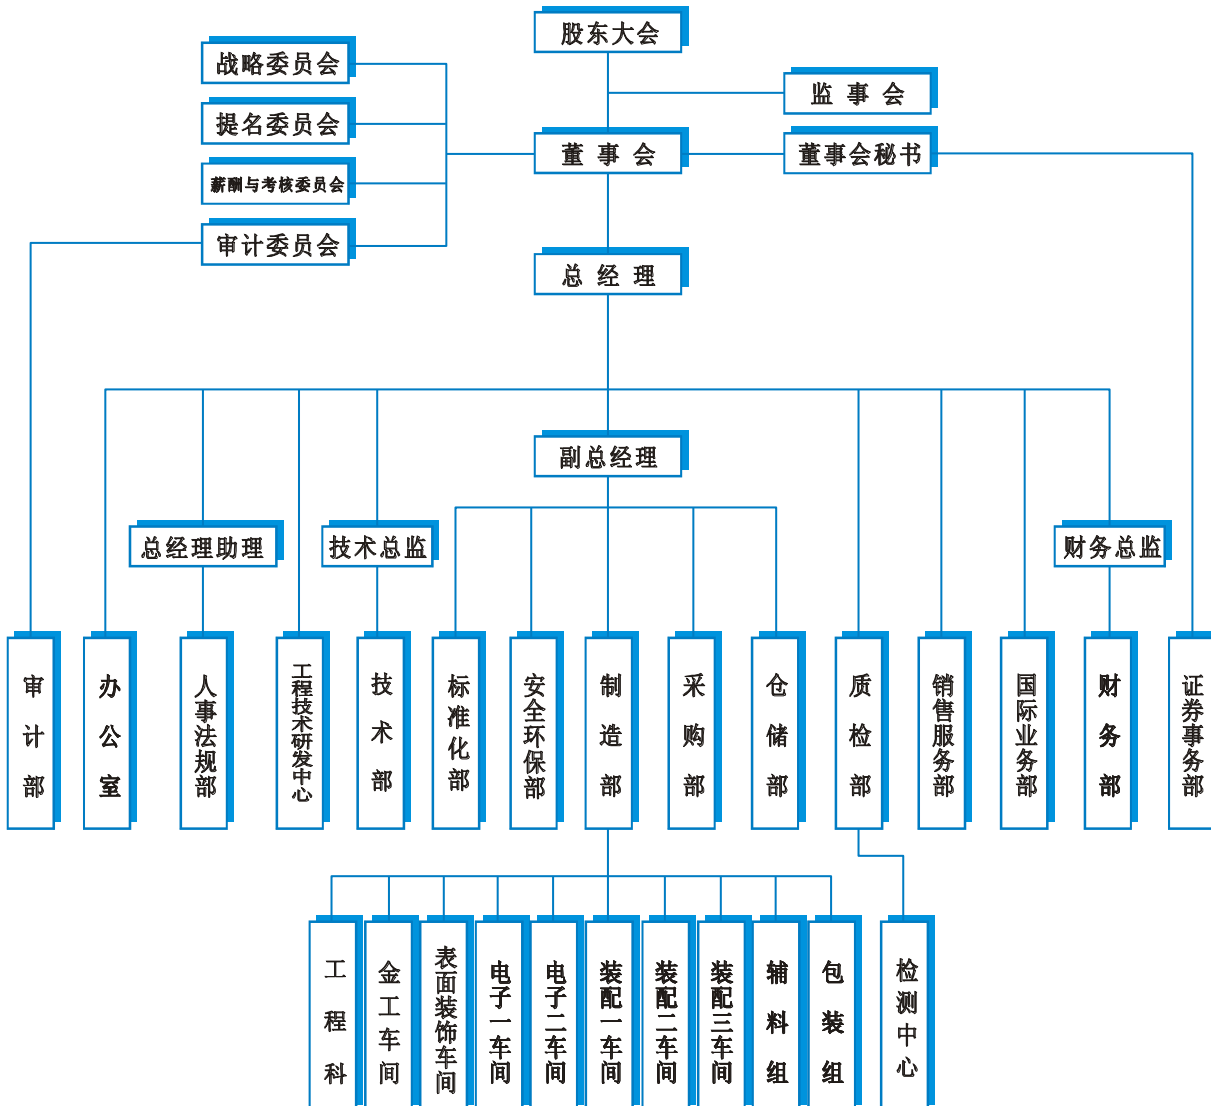 股东大会
战略委员会
监事会
提名委员会
董事会
董事会秘书
薪酬与考核委员会
审计委员会
总经理
副总经理
总经理助理
技术总监
财务总监
审计部
办公室
人事法规部
工程技术研发中心
技术部
标准化部
安全环保部
制造部
采购部
仓储部
质检部
销售服务部
国际业务部
财务部
证券事务部
工程科
金工车间
表面装饰车间
电子一车间
电子二车间
装配一车间
装配二车间
装配三车间
辅料组
包装组
检测中心